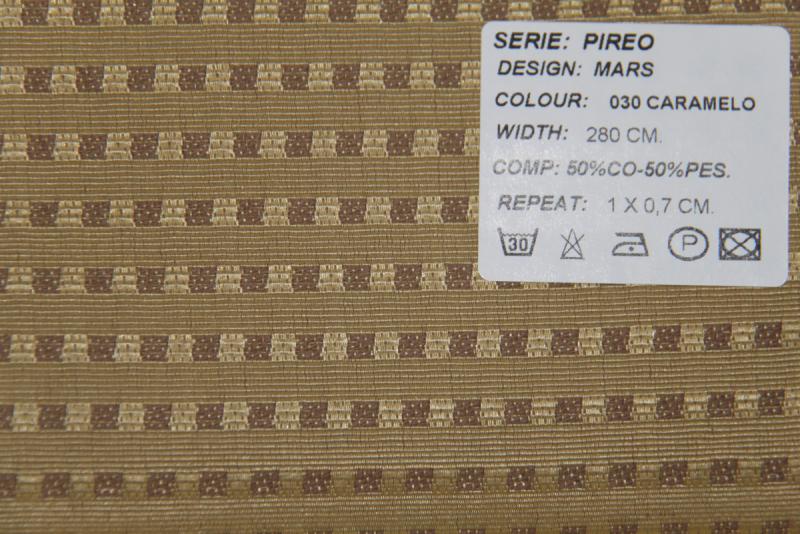 SERIE: PIREO
DESIGN: MARS
COLOUR: 030 CARAMELO
WIDTH: 280 CM.
COMP: 50%CO-50%PES.
REPEAT: 1 X 0,7 CM.
30 P